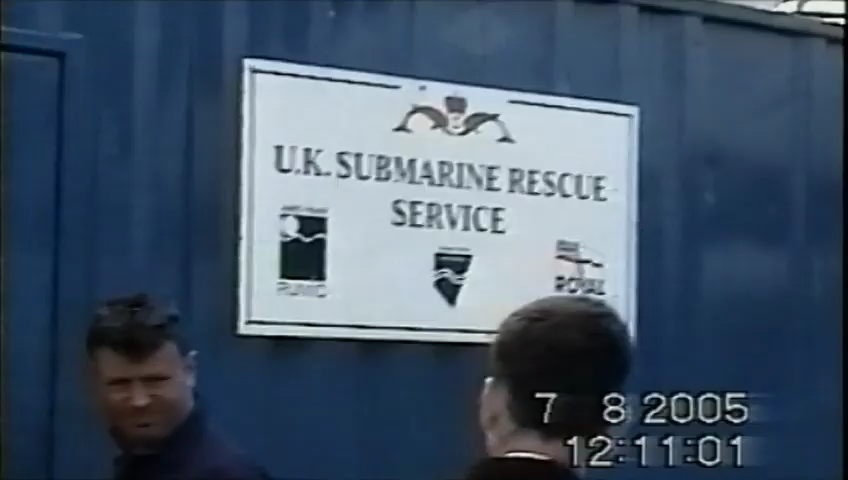 U.K. SUBMARINE RESCUE
SERVICE
ROYAL
7 8 2005
12:11:01